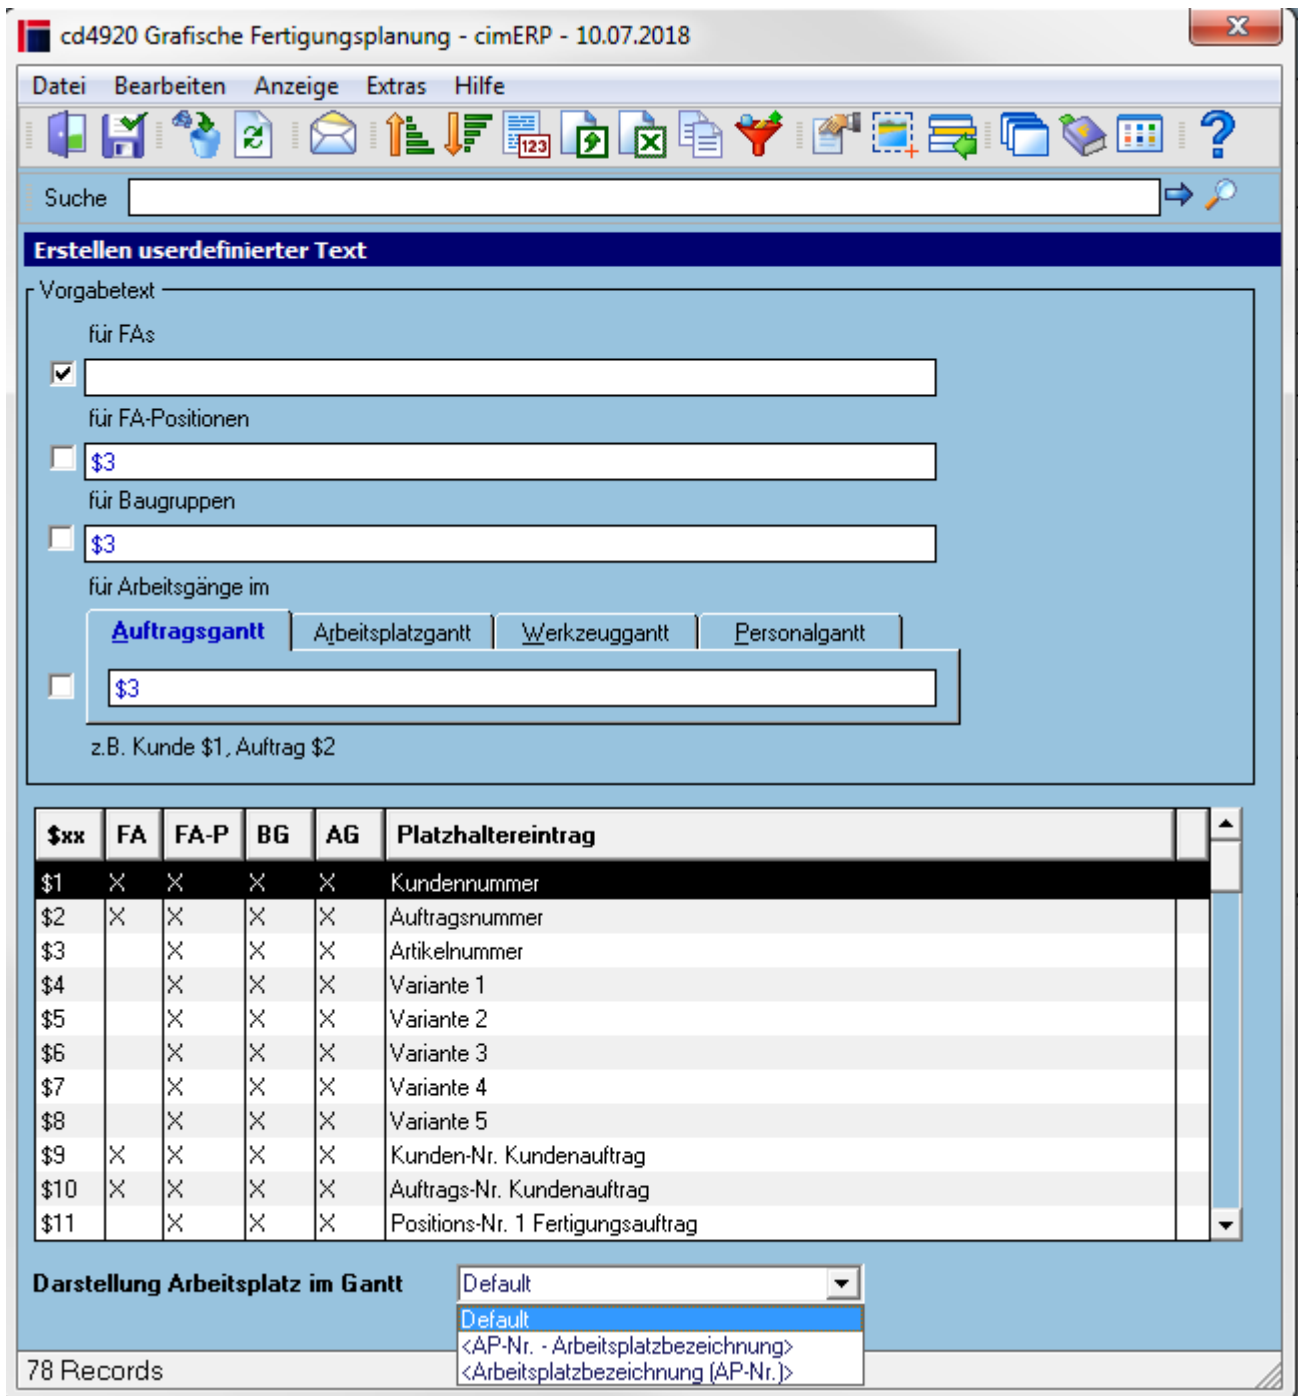 cd4920 Grafische Fertigungsplanung - cimERP - 10.07.2018
Datei Bearbeiten Anzeige Extras Hilfe
123
Suche
Erstellen userdefinierter Text
Vorgabetext
für FAs
für FA-Positionen
$3
für Baugruppen
$3
für Arbeitsgänge im
Auftragsgantt Arbeitsplatzgantt Werkzeuggantt Personalgantt
$3
z.B. Kunde $1, Auftrag $2
$xx FA FA-P BG AG Platzhaltereintrag
$1 X X X X Kundennummer
$2 X X X X Auftragsnummer
$3 X X X Artikelnummer
$4 X X X Variante 1
$5 X X X Variante 2
$6 X X X Variante 3
$7 X X X Variante 4
$8 X X X Variante 5
$9 X X X X Kunden-Nr. Kundenauftrag
$10 X X X X Auftrags-Nr. Kundenauftrag
$11 X X X Positions-Nr. 1 Fertigungsauftrag
Darstellung Arbeitsplatz im Gantt Default
Default
<AP-Nr. - Arbeitsplatzbezeichnung>
<Arbeitsplatzbezeichnung (AP-Nr.)>
78 Records